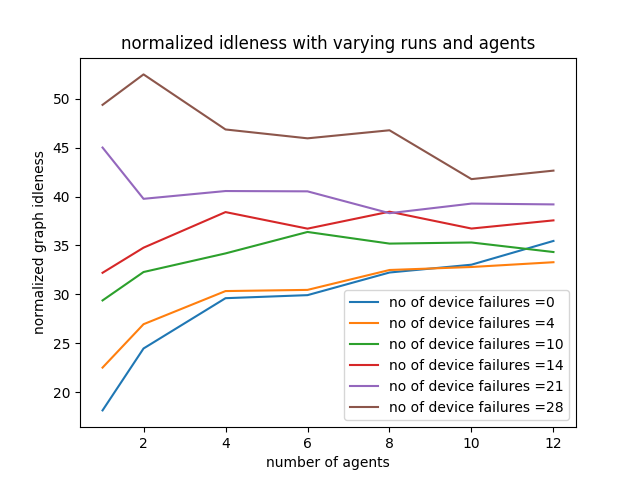 normalized idleness with varying runs and agents
normalized graph idleness
50
45
40
35
30
25
20
no of device failures =0
no of device failures =4
no of device failures =10
no of device failures =14
no of device failures =21
no of device failures =28
2 4 6 8 10 12
number of agents